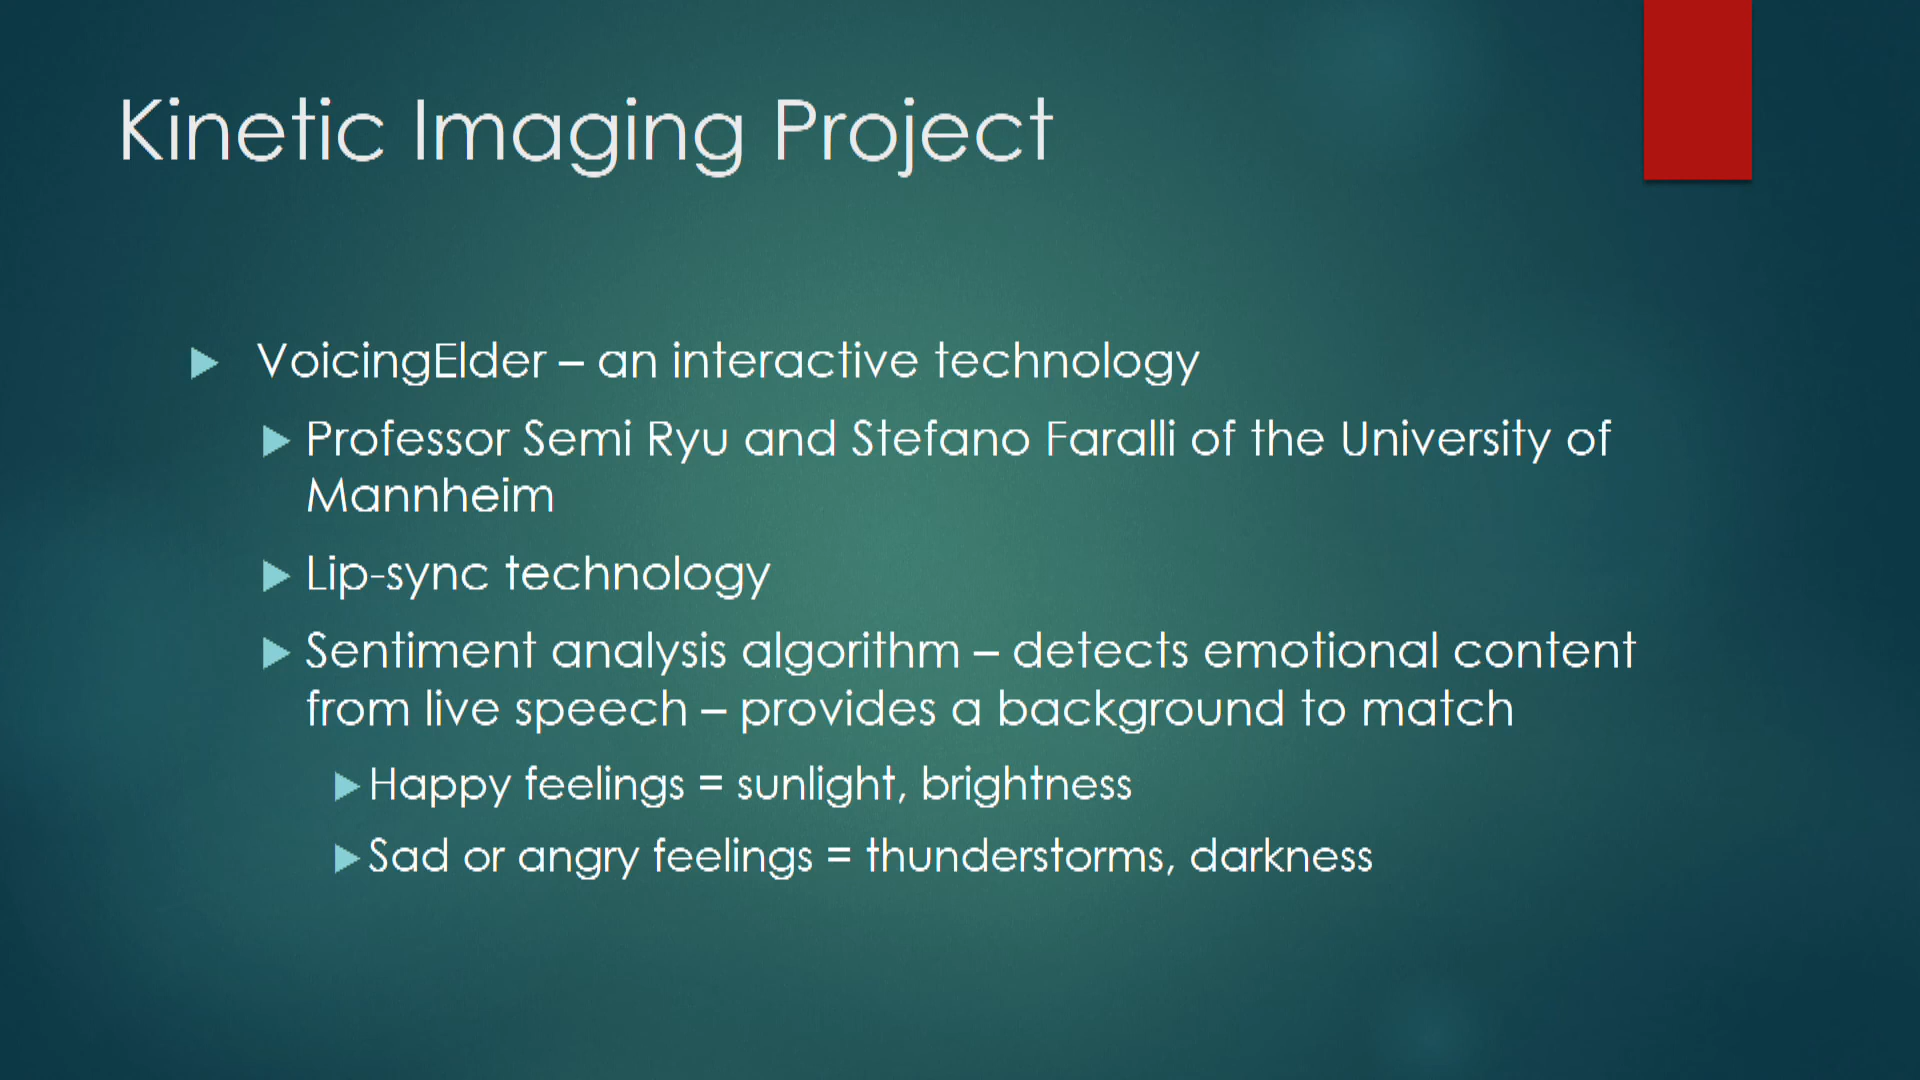 Kinetic Imaging Project
VoicingElder – an interactive technology
Professor Semi Ryu and Stefano Faralli of the University of
Mannheim
Lip-sync technology
Sentiment analysis algorithm – detects emotional content
from live speech – provides a background to match
Happy feelings = sunlight, brightness
Sad or angry feelings = thunderstorms, darkness